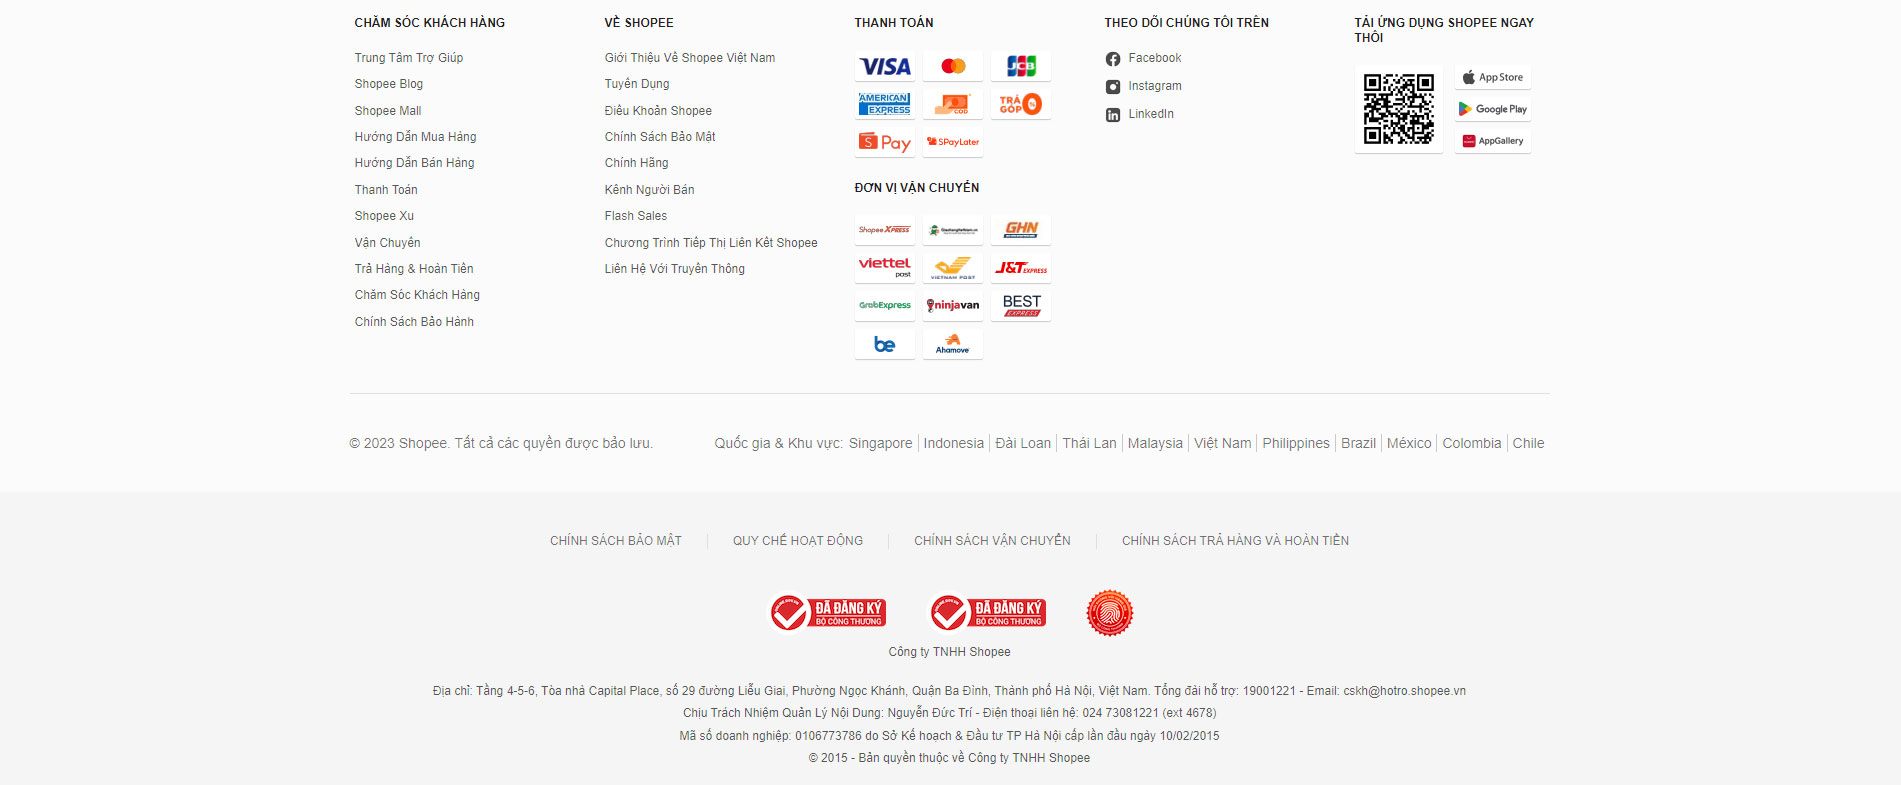 CHĂM SÓC KHÁCH HÀNG
Trung Tâm Trợ Giúp
Shopee Blog
Shopee Mall
Hướng Dẫn Mua Hàng
Hướng Dẫn Bán Hàng
Thanh Toán
Shopee Xu
Vận Chuyển
Trả Hàng & Hoàn Tiền
Chăm Sóc Khách Hàng
Chính Sách Bảo Hành
VỀ SHOPEE
Giới Thiệu Về Shopee Việt Nam
Tuyển Dụng
Điều Khoản Shopee
Chính Sách Bảo Mật
Chính Hãng
Kênh Người Bán
Flash Sales
Chương Trình Tiếp Thị Liên Kết Shopee
Liên Hệ Với Truyền Thông
THANH TOÁN
VISA
JCB
AMERICAN EXPRESS
COD
TRẢ GÓP 0%
S Pay
SPayLater
ĐƠN VỊ VẬN CHUYỂN
Shopee XPRESS
Giaohangtietkiem.vn
GHN
viettel post
VIETNAM POST
J&T EXPRESS
GrabExpress
ninjavan
BEST EXPRESS
be
Ahamove
THEO DÕI CHÚNG TÔI TRÊN
Facebook
Instagram
LinkedIn
TẢI ỨNG DỤNG SHOPEE NGAY
THÔI
App Store
Google Play
AppGallery
© 2023 Shopee. Tất cả các quyền được bảo lưu.
Quốc gia & Khu vực: Singapore Indonesia Đài Loan Thái Lan Malaysia Việt Nam Philippines Brazil México Colombia Chile
CHÍNH SÁCH BẢO MẬT
QUY CHẾ HOẠT ĐỘNG
CHÍNH SÁCH VẬN CHUYỂN
CHÍNH SÁCH TRẢ HÀNG VÀ HOÀN TIỀN
ĐÃ ĐĂNG KÝ
BỘ CÔNG THƯƠNG
ĐÃ ĐĂNG KÝ
BỘ CÔNG THƯƠNG
Công ty TNHH Shopee
Địa chỉ: Tầng 4-5-6, Tòa nhà Capital Place, số 29 đường Liễu Giai, Phường Ngọc Khánh, Quận Ba Đình, Thành phố Hà Nội, Việt Nam. Tổng đài hỗ trợ: 19001221 - Email: cskh@hotro.shopee.vn
Chịu Trách Nhiệm Quản Lý Nội Dung: Nguyễn Đức Trí - Điện thoại liên hệ: 024 73081221 (ext 4678)
Mã số doanh nghiệp: 0106773786 do Sở Kế hoạch & Đầu tư TP Hà Nội cấp lần đầu ngày 10/02/2015
© 2015 - Bản quyền thuộc về Công ty TNHH Shopee